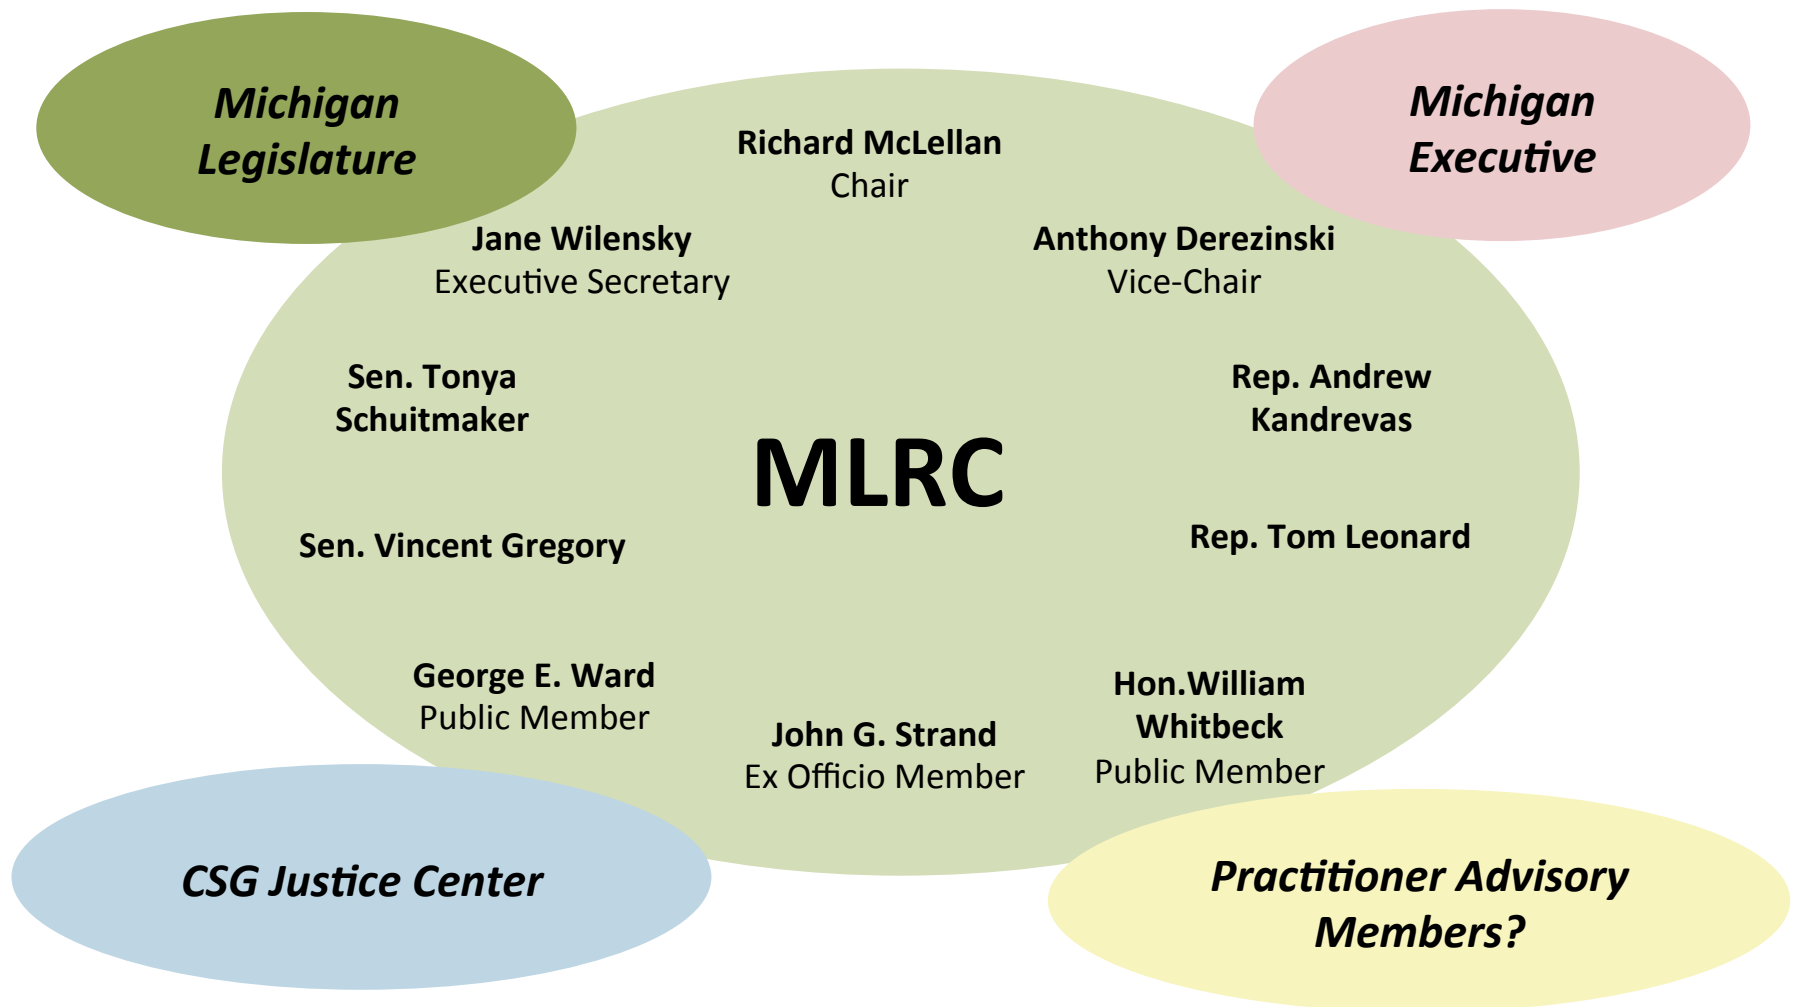 Michigan
Legislature
Michigan
Executive
Richard McLellan
Chair
Jane Wilensky
Executive Secretary
Anthony Derezinski
Vice-Chair
Sen. Tonya
Schuitmaker
Rep. Andrew
Kandrevas
MLRC
Sen. Vincent Gregory
Rep. Tom Leonard
George E. Ward
Public Member
John G. Strand
Ex Officio Member
Hon.William
Whitbeck
Public Member
CSG Justice Center
Practitioner Advisory
Members?